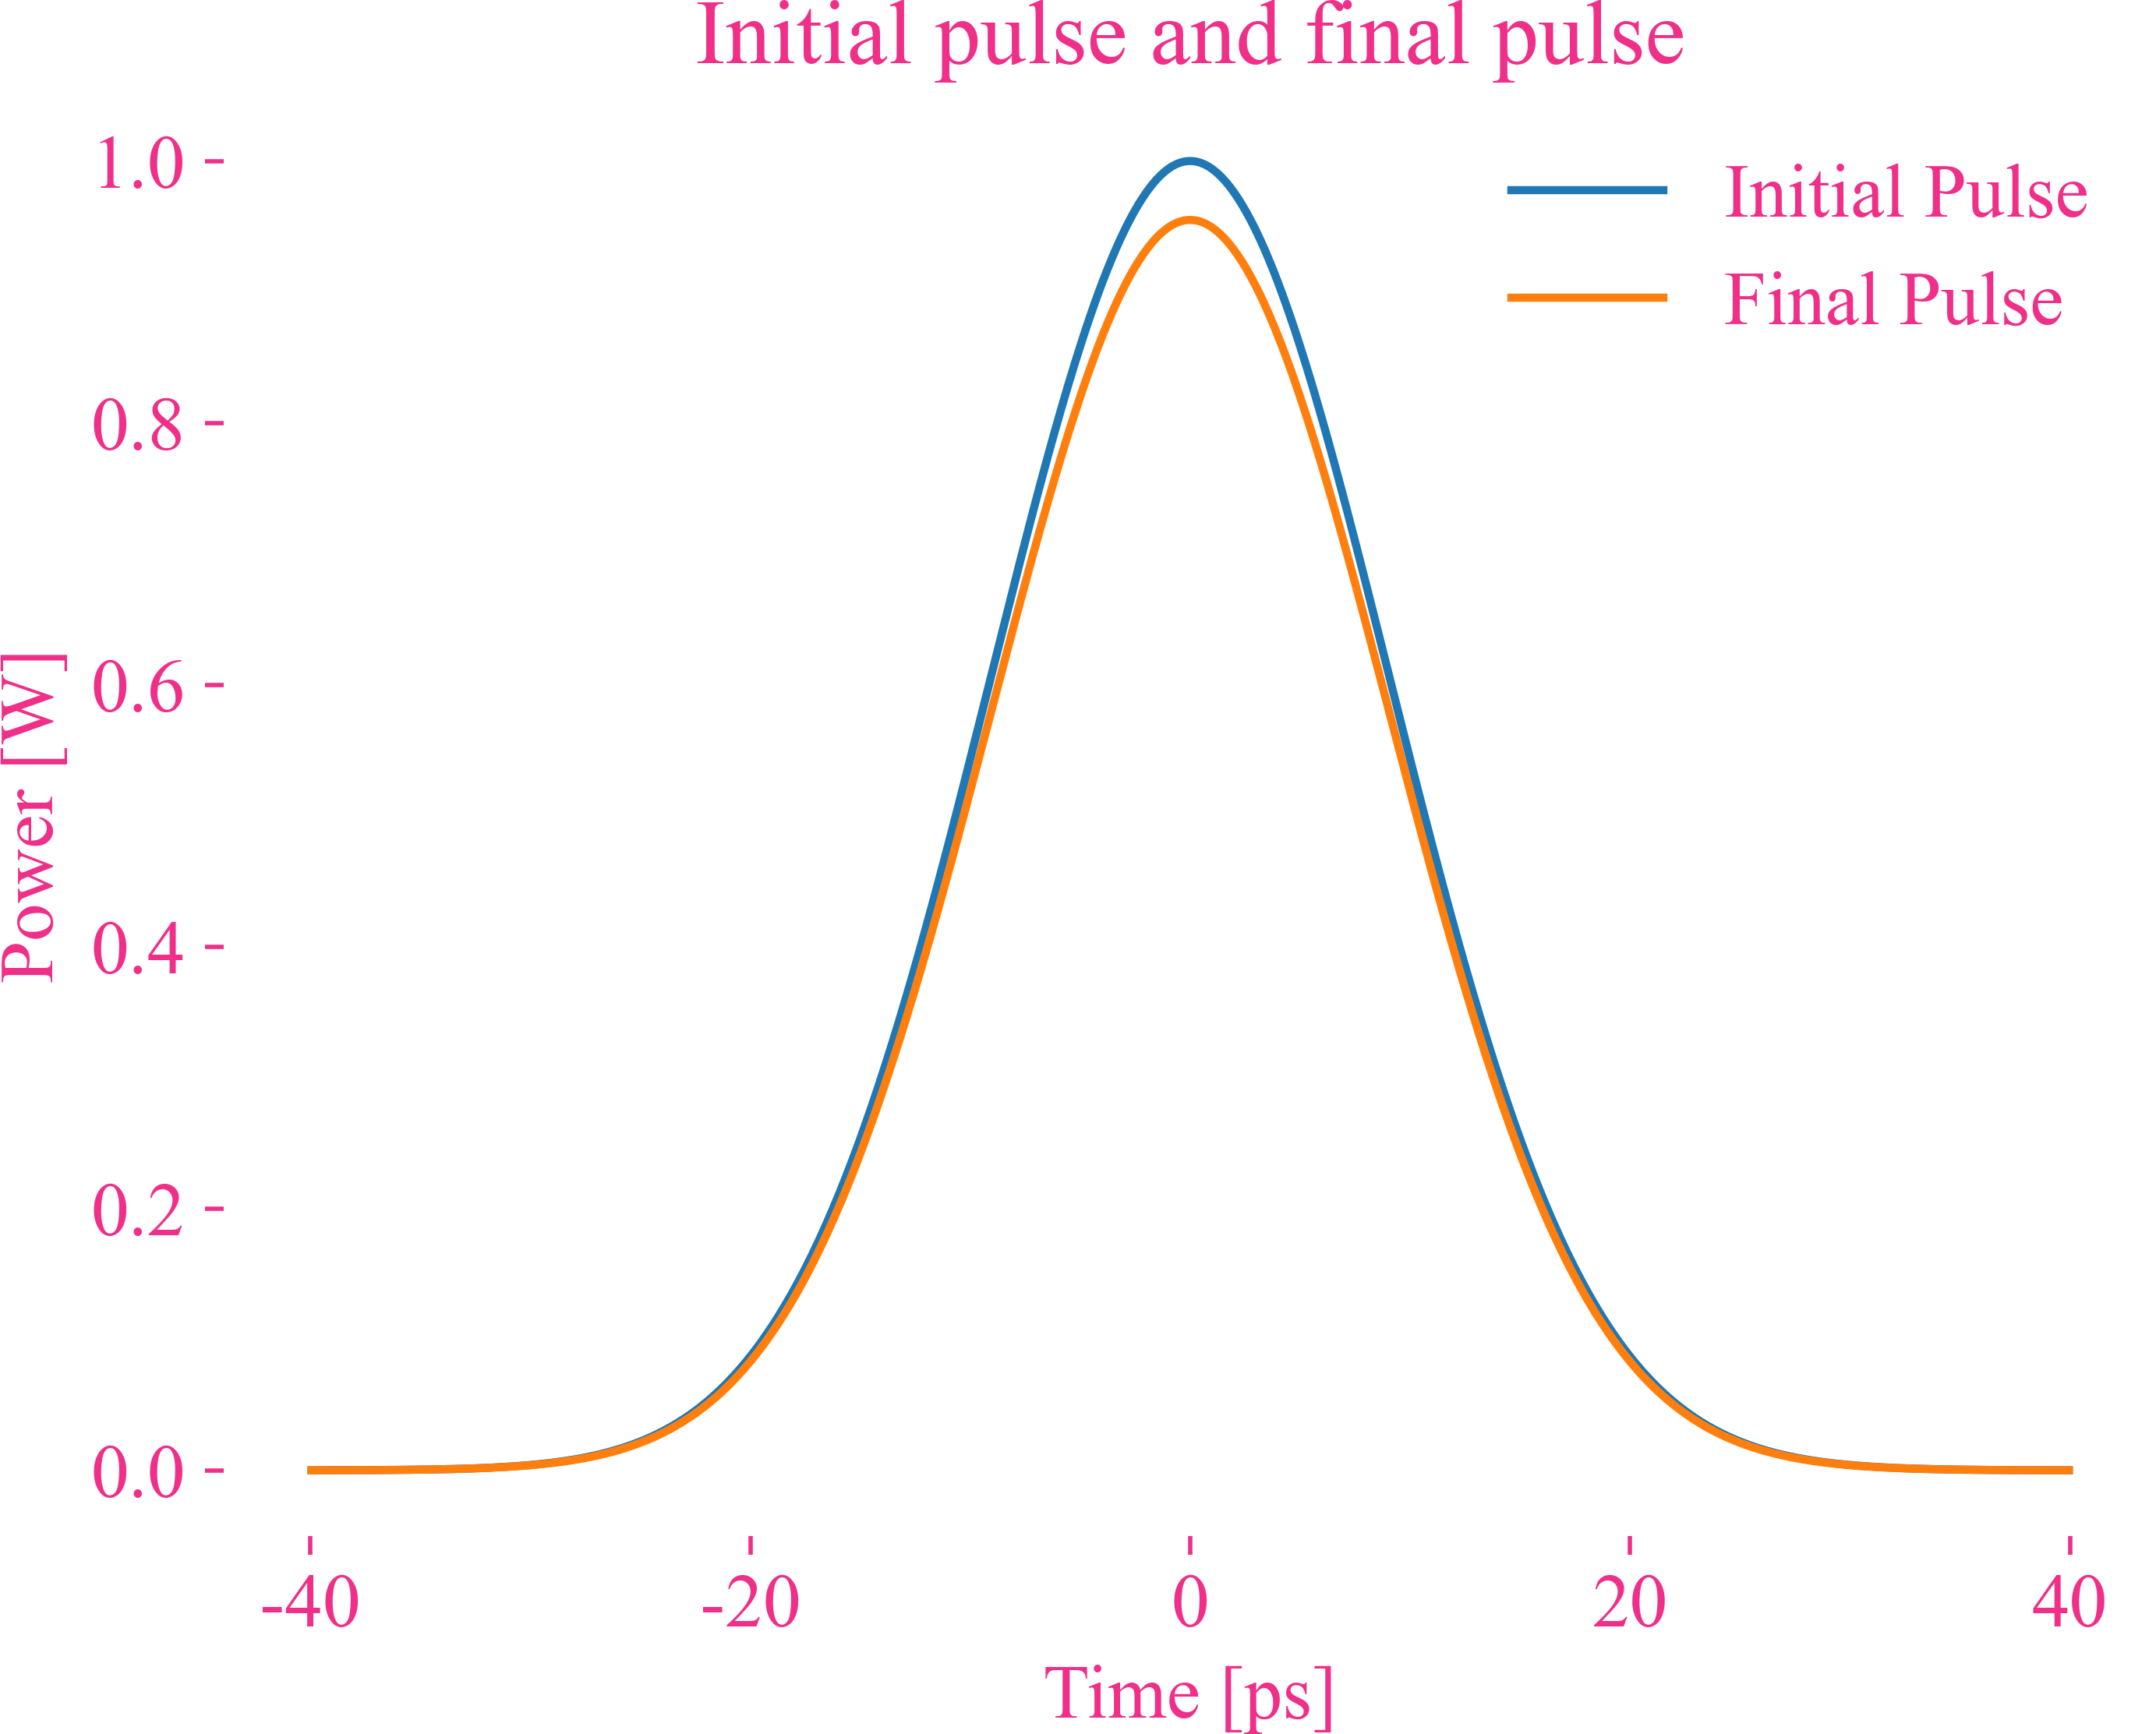 Initial pulse and final pulse
1.0
0.8
0.6
0.4
0.2
0.0
Power [W]
Initial Pulse
Final Pulse
-40
-20
0
20
40
Time [ps]